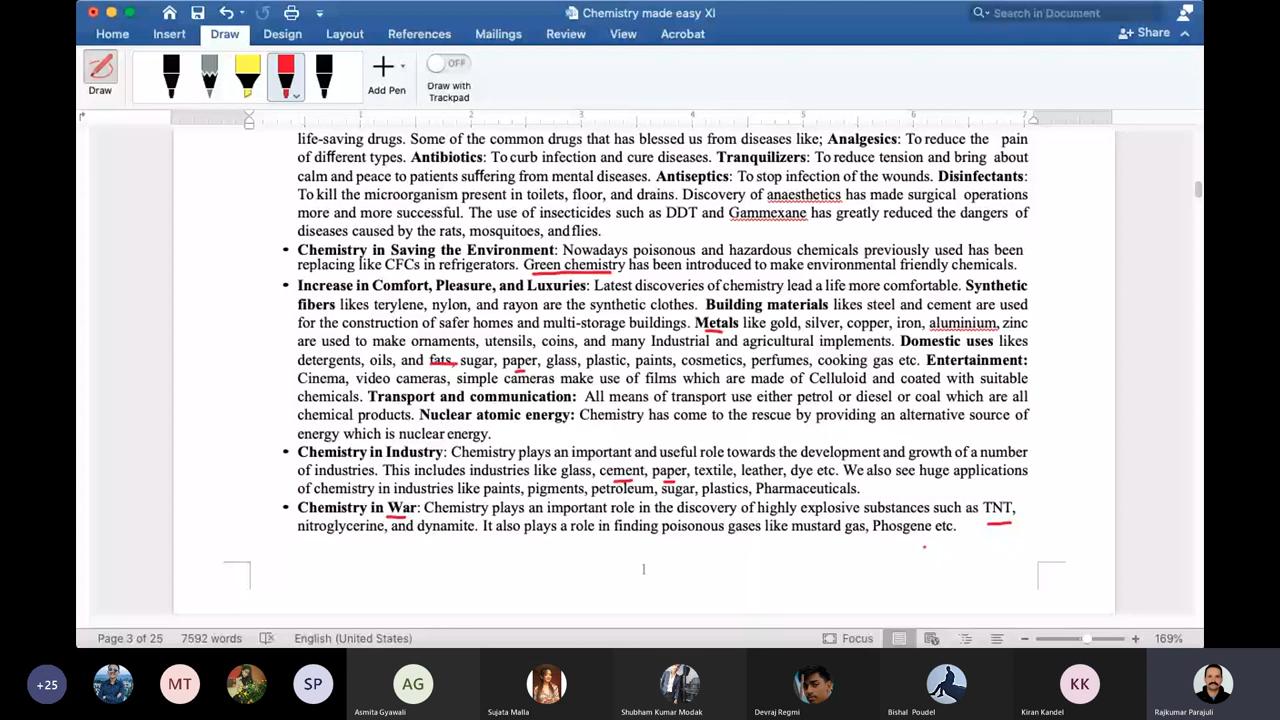 Chemistry made easy XI
Search in Document
Home Insert Draw Design Layout References Mailings Review View Acrobat
Share
OFF
Draw
Add Pen
Draw with
Trackpad
1 2 3 4 5 6 7
life-saving drugs. Some of the common drugs that has blessed us from diseases like; Analgesics: To reduce the pain
of different types. Antibiotics: To curb infection and cure diseases. Tranquilizers: To reduce tension and bring about
calm and peace to patients suffering from mental diseases. Antiseptics: To stop infection of the wounds. Disinfectants:
To kill the microorganism present in toilets, floor, and drains. Discovery of anaesthetics has made surgical operations
more and more successful. The use of insecticides such as DDT and Gammexane has greatly reduced the dangers of
diseases caused by the rats, mosquitoes, and flies.
• Chemistry in Saving the Environment: Nowadays poisonous and hazardous chemicals previously used has been
replacing like CFCs in refrigerators. Green chemistry has been introduced to make environmental friendly chemicals.
• Increase in Comfort, Pleasure, and Luxuries: Latest discoveries of chemistry lead a life more comfortable. Synthetic
fibers likes terylene, nylon, and rayon are the synthetic clothes. Building materials likes steel and cement are used
for the construction of safer homes and multi-storage buildings. Metals like gold, silver, copper, iron, aluminium, zinc
are used to make ornaments, utensils, coins, and many Industrial and agricultural implements. Domestic uses likes
detergents, oils, and fats, sugar, paper, glass, plastic, paints, cosmetics, perfumes, cooking gas etc. Entertainment:
Cinema, video cameras, simple cameras make use of films which are made of Celluloid and coated with suitable
chemicals. Transport and communication: All means of transport use either petrol or diesel or coal which are all
chemical products. Nuclear atomic energy: Chemistry has come to the rescue by providing an alternative source of
energy which is nuclear energy.
• Chemistry in Industry: Chemistry plays an important and useful role towards the development and growth of a number
of industries. This includes industries like glass, cement, paper, textile, leather, dye etc. We also see huge applications
of chemistry in industries like paints, pigments, petroleum, sugar, plastics, Pharmaceuticals.
• Chemistry in War: Chemistry plays an important role in the discovery of highly explosive substances such as TNT,
nitroglycerine, and dynamite. It also plays a role in finding poisonous gases like mustard gas, Phosgene etc.
1
Page 3 of 25 7592 words English (United States) Focus 169%
+25 MT SP AG KK
Asmita Gyawali Sujata Malla Shubham Kumar Modak Devraj Regmi Bishal Poudel Kiran Kandel Rajkumar Parajuli